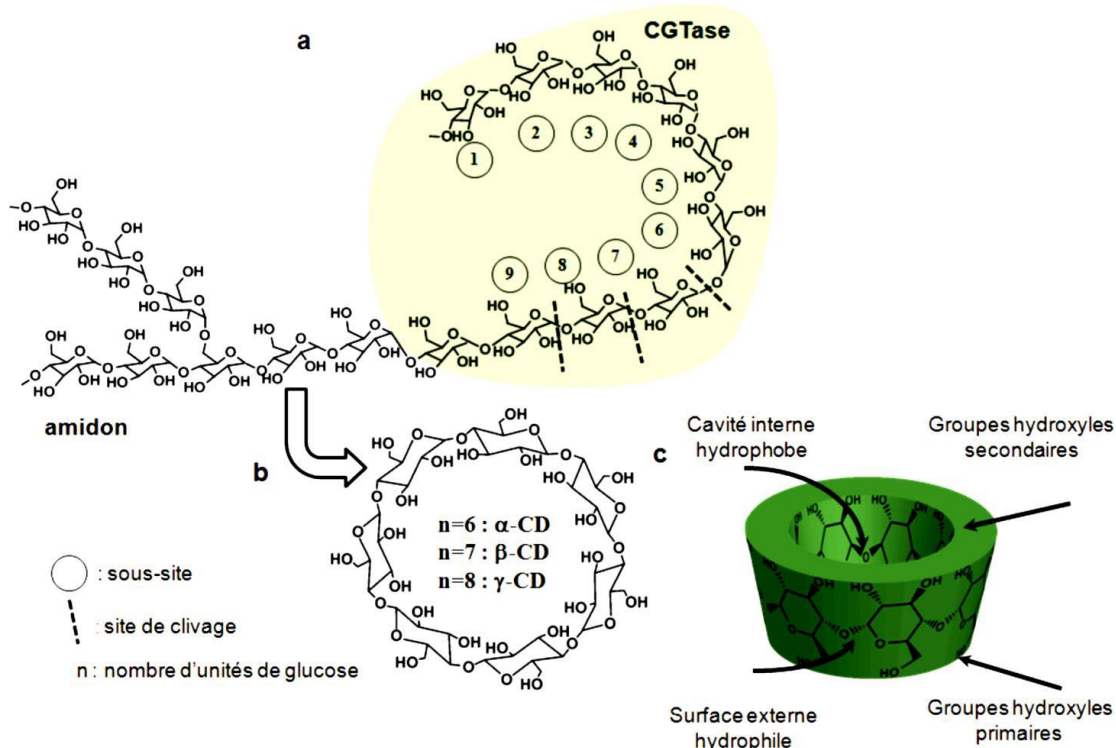 a
CGTase
1
2
3
4
5
6
7
8
9
amidon
b
n=6 : α-CD
n=7 : β-CD
n=8 : γ-CD
: sous-site
: site de clivage
n : nombre d'unités de glucose
c
Cavité interne
hydrophobe
Groupes hydroxyles
secondaires
Surface externe
hydrophile
Groupes hydroxyles
primaires